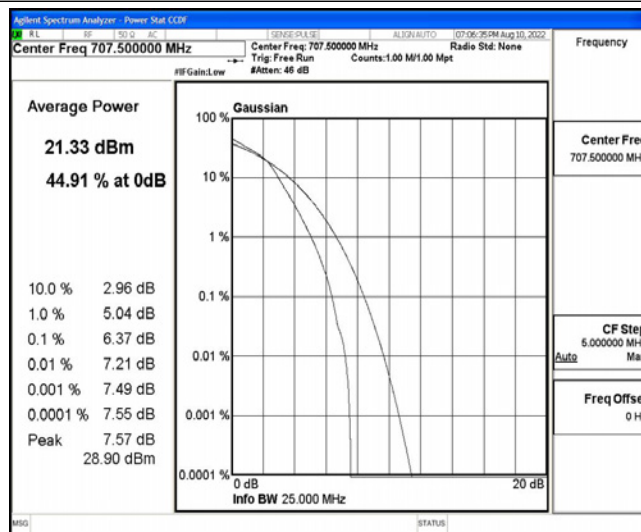 Agilent Spectrum Analyzer - Power Stat CCDF
RL RF 50 Ω AC SENSE:PULSE ALIGN AUTO 07:06:35 PM Aug 10, 2022
Center Freq 707.500000 MHz
Center Freq: 707.500000 MHz Radio Std: None
Trig: Free Run Counts:1.00 M/1.00 Mpt
#IFGain:Low #Atten: 46 dB
Frequency
Average Power
21.33 dBm
44.91 % at 0dB
10.0 % 2.96 dB
1.0 % 5.04 dB
0.1 % 6.37 dB
0.01 % 7.21 dB
0.001 % 7.49 dB
0.0001 % 7.55 dB
Peak 7.57 dB
28.90 dBm
Gaussian
100 %
10 %
1 %
0.1 %
0.01 %
0.001 %
0.0001 %
0 dB 20 dB
Info BW 25.000 MHz
Center Fre
707.500000 MH
CF Step
5.000000 MH
Auto Ma
Freq Offse
0 H
MSG STATUS